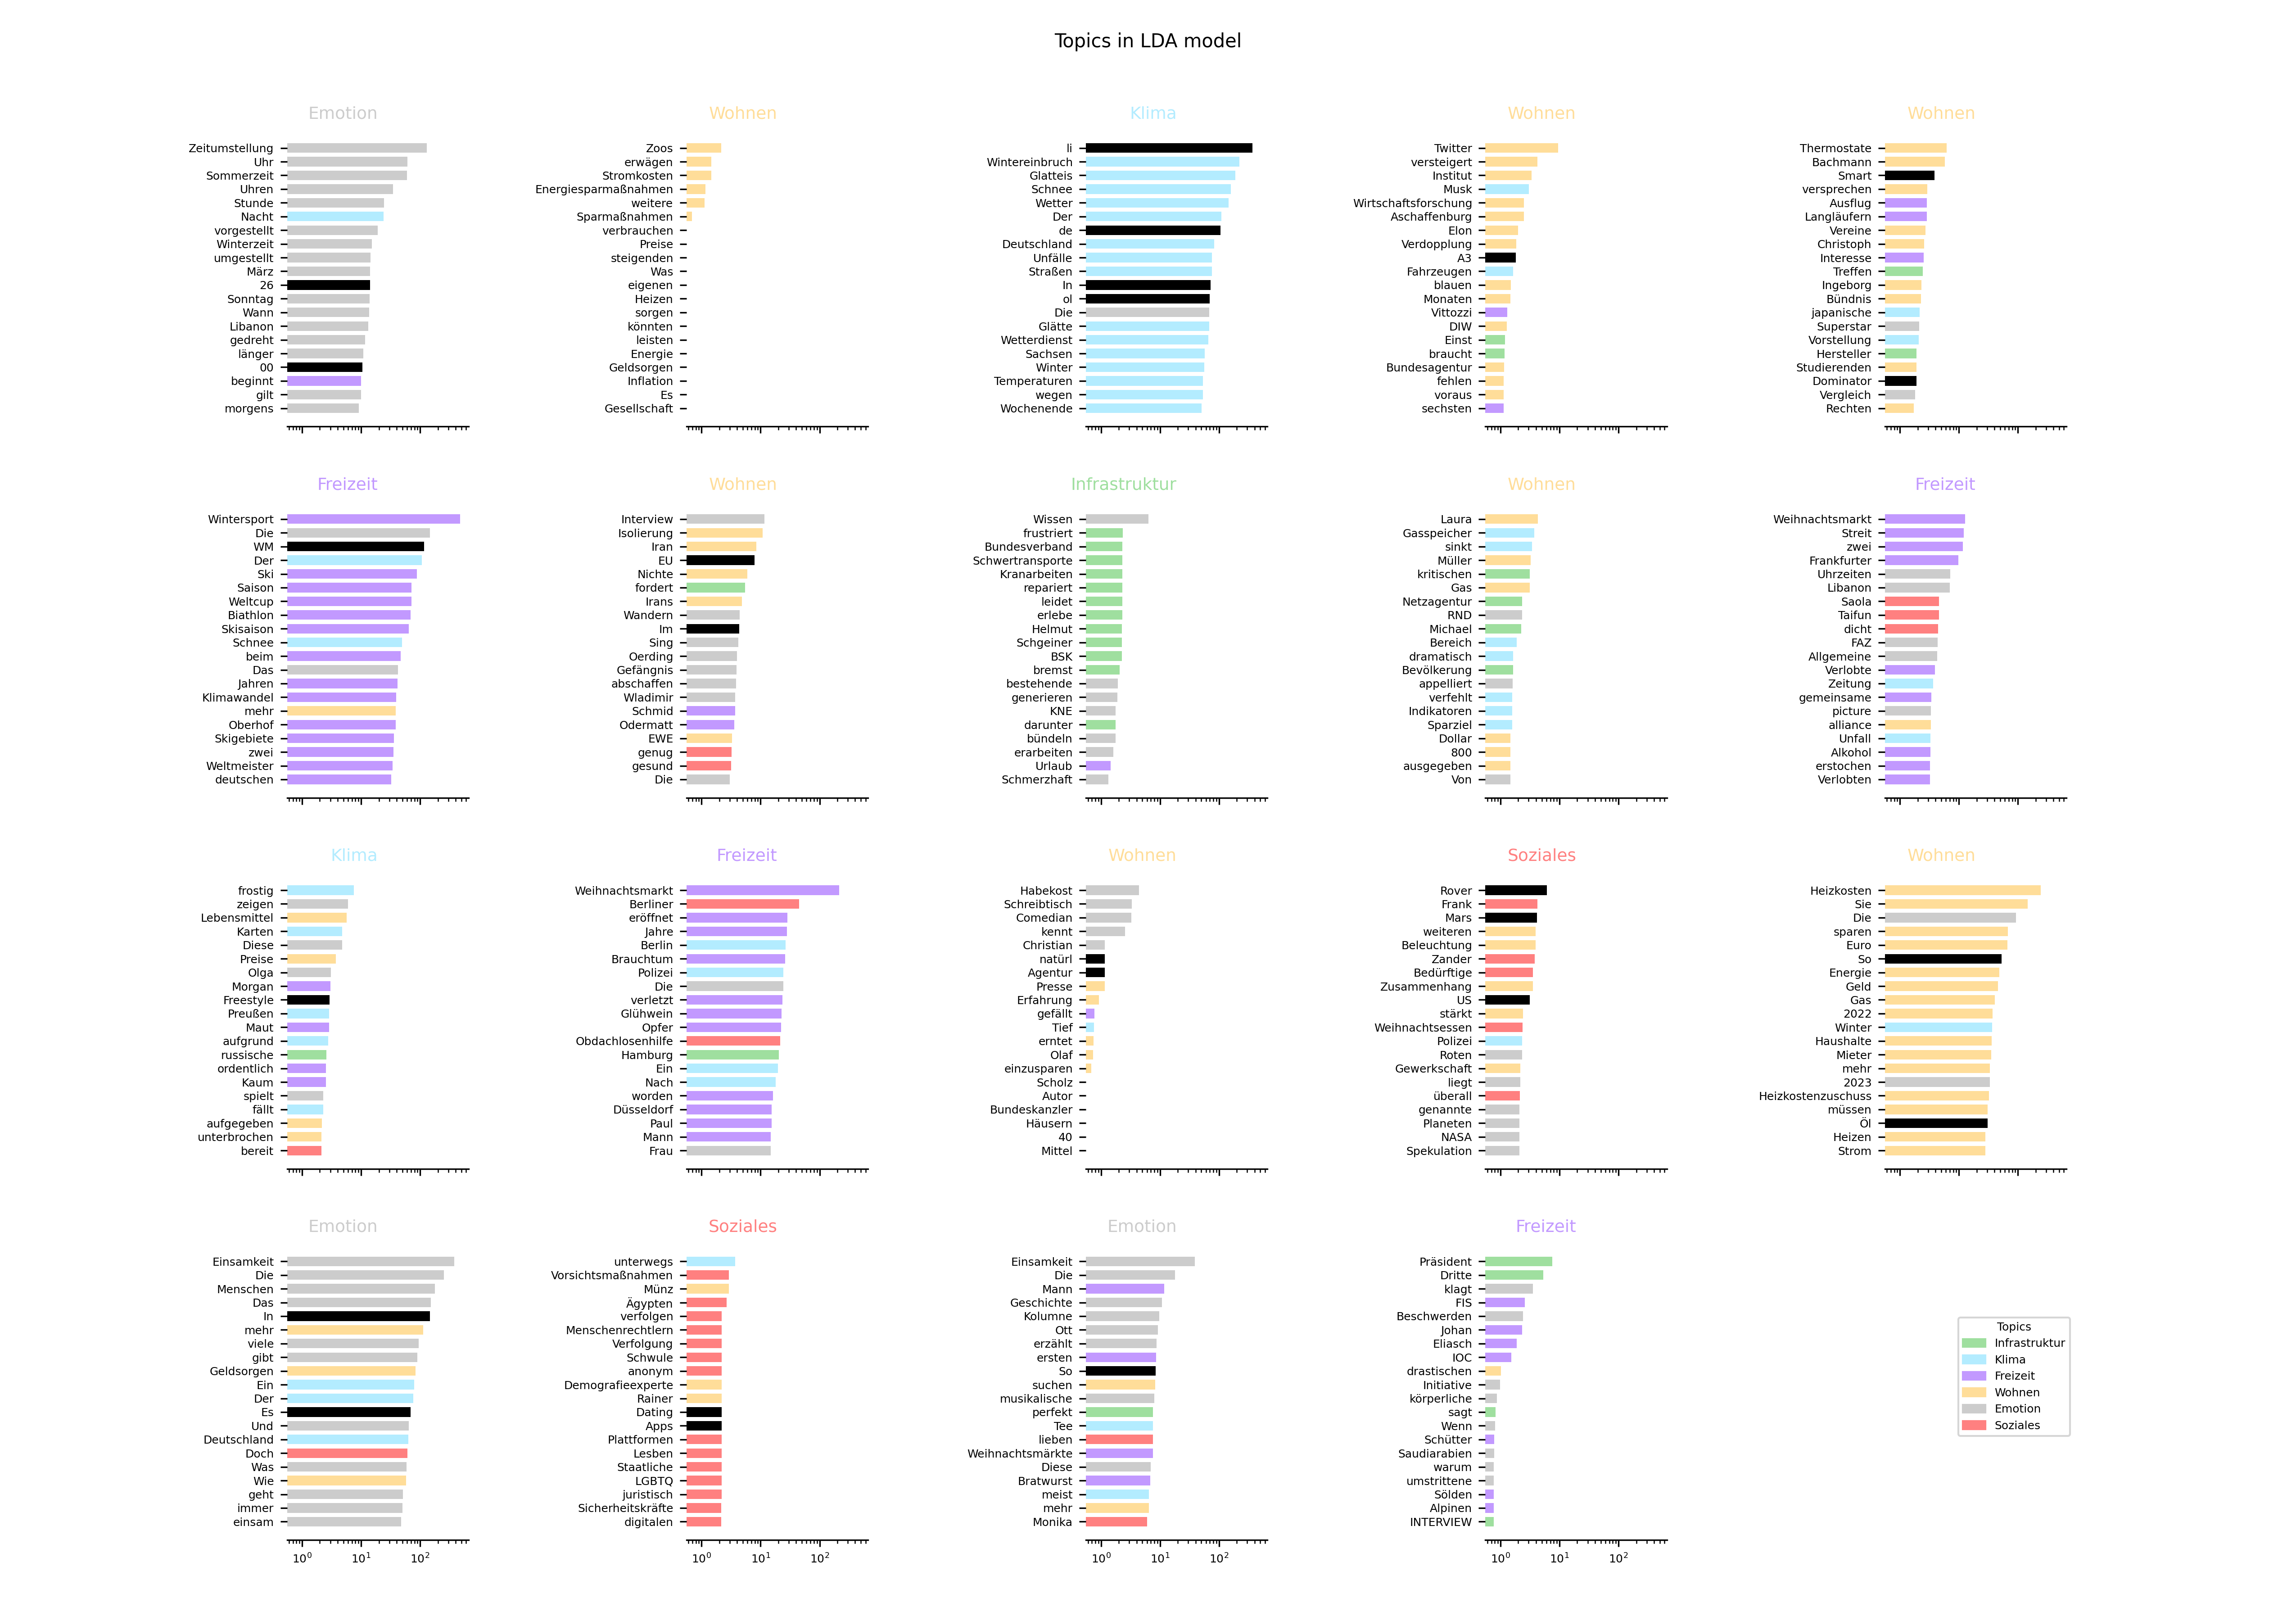 Topics in LDA model
Emotion
Zeitumstellung
Uhr
Sommerzeit
Uhren
Stunde
Nacht
vorgestellt
Winterzeit
umgestellt
März
26
Sonntag
Wann
Libanon
gedreht
länger
00
beginnt
gilt
morgens
Wohnen
Zoos
erwägen
Stromkosten
Energiesparmaßnahmen
weitere
Sparmaßnahmen
verbrauchen
Preise
steigenden
Was
eigenen
Heizen
sorgen
könnten
leisten
Energie
Geldsorgen
Inflation
Es
Gesellschaft
Klima
li
Wintereinbruch
Glatteis
Schnee
Wetter
Der
de
Deutschland
Unfälle
Straßen
In
ol
Die
Glätte
Wetterdienst
Sachsen
Winter
Temperaturen
wegen
Wochenende
Wohnen
Twitter
versteigert
Institut
Musk
Wirtschaftsforschung
Aschaffenburg
Elon
Verdopplung
A3
Fahrzeugen
blauen
Monaten
Vittozzi
DIW
Einst
braucht
Bundesagentur
fehlen
voraus
sechsten
Wohnen
Thermostate
Bachmann
Smart
versprechen
Ausflug
Langläufern
Vereine
Christoph
Interesse
Treffen
Ingeborg
Bündnis
japanische
Superstar
Vorstellung
Hersteller
Studierenden
Dominator
Vergleich
Rechten
Freizeit
Wintersport
Die
WM
Der
Ski
Saison
Weltcup
Biathlon
Skisaison
Schnee
beim
Das
Jahren
Klimawandel
mehr
Oberhof
Skigebiete
zwei
Weltmeister
deutschen
Wohnen
Interview
Isolierung
Iran
EU
Nichte
fordert
Irans
Wandern
Im
Sing
Oerding
Gefängnis
abschaffen
Wladimir
Schmid
Odermatt
EWE
genug
gesund
Die
Infrastruktur
Wissen
frustriert
Bundesverband
Schwertransporte
Kranarbeiten
repariert
leidet
erlebe
Helmut
Schgeiner
BSK
bremst
bestehende
generieren
KNE
darunter
bündeln
erarbeiten
Urlaub
Schmerzhaft
Wohnen
Laura
Gasspeicher
sinkt
Müller
kritischen
Gas
Netzagentur
RND
Michael
Bereich
dramatisch
Bevölkerung
appelliert
verfehlt
Indikatoren
Sparziel
Dollar
800
ausgegeben
Von
Freizeit
Weihnachtsmarkt
Streit
zwei
Frankfurter
Uhrzeiten
Libanon
Saola
Taifun
dicht
FAZ
Allgemeine
Verlobte
Zeitung
gemeinsame
picture
alliance
Unfall
Alkohol
erstochen
Verlobten
Klima
frostig
zeigen
Lebensmittel
Karten
Diese
Preise
Olga
Morgan
Freestyle
Preußen
Maut
aufgrund
russische
ordentlich
Kaum
spielt
fällt
aufgegeben
unterbrochen
bereit
Freizeit
Weihnachtsmarkt
Berliner
eröffnet
Jahre
Berlin
Brauchtum
Polizei
Die
verletzt
Glühwein
Opfer
Obdachlosenhilfe
Hamburg
Ein
Nach
worden
Düsseldorf
Paul
Mann
Frau
Wohnen
Habekost
Schreibtisch
Comedian
kennt
Christian
natürl
Agentur
Presse
Erfahrung
gefällt
Tief
erntet
Olaf
einzusparen
Scholz
Autor
Bundeskanzler
Häusern
40
Mittel
Soziales
Rover
Frank
Mars
weiteren
Beleuchtung
Zander
Bedürftige
Zusammenhang
US
stärkt
Weihnachtsessen
Polizei
Roten
Gewerkschaft
liegt
überall
genannte
Planeten
NASA
Spekulation
Wohnen
Heizkosten
Sie
Die
sparen
Euro
So
Energie
Geld
Gas
2022
Winter
Haushalte
Mieter
mehr
2023
Heizkostenzuschuss
müssen
Öl
Heizen
Strom
Emotion
Einsamkeit
Die
Menschen
Das
In
mehr
viele
gibt
Geldsorgen
Ein
Der
Es
Und
Deutschland
Doch
Was
Wie
geht
immer
einsam
10⁰ 10¹ 10²
Soziales
unterwegs
Vorsichtsmaßnahmen
Münz
Ägypten
verfolgen
Menschenrechtlern
Verfolgung
Schwule
anonym
Demografieexperte
Rainer
Dating
Apps
Plattformen
Lesben
Staatliche
LGBTQ
juristisch
Sicherheitskräfte
digitalen
10⁰ 10¹ 10²
Emotion
Einsamkeit
Die
Mann
Geschichte
Kolumne
Ott
erzählt
ersten
So
suchen
musikalische
perfekt
Tee
lieben
Weihnachtsmärkte
Diese
Bratwurst
meist
mehr
Monika
10⁰ 10¹ 10²
Freizeit
Präsident
Dritte
klagt
FIS
Beschwerden
Johan
Eliasch
IOC
drastischen
Initiative
körperliche
sagt
Wenn
Schütter
Saudiarabien
warum
umstrittene
Sölden
Alpinen
INTERVIEW
10⁰ 10¹ 10²
Topics
Infrastruktur
Klima
Freizeit
Wohnen
Emotion
Soziales